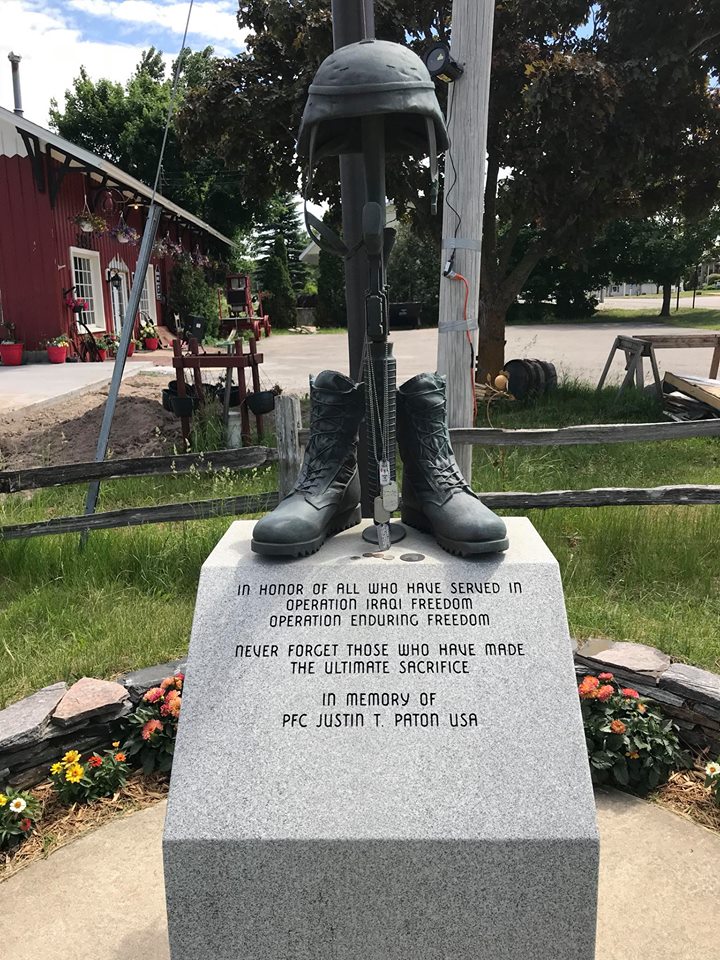 IN HONOR OF ALL WHO HAVE SERVED IN
OPERATION IRAQI FREEDOM
OPERATION ENDURING FREEDOM
NEVER FORGET THOSE WHO HAVE MADE
THE ULTIMATE SACRIFICE
IN MEMORY OF
PFC JUSTIN T. PATON USA